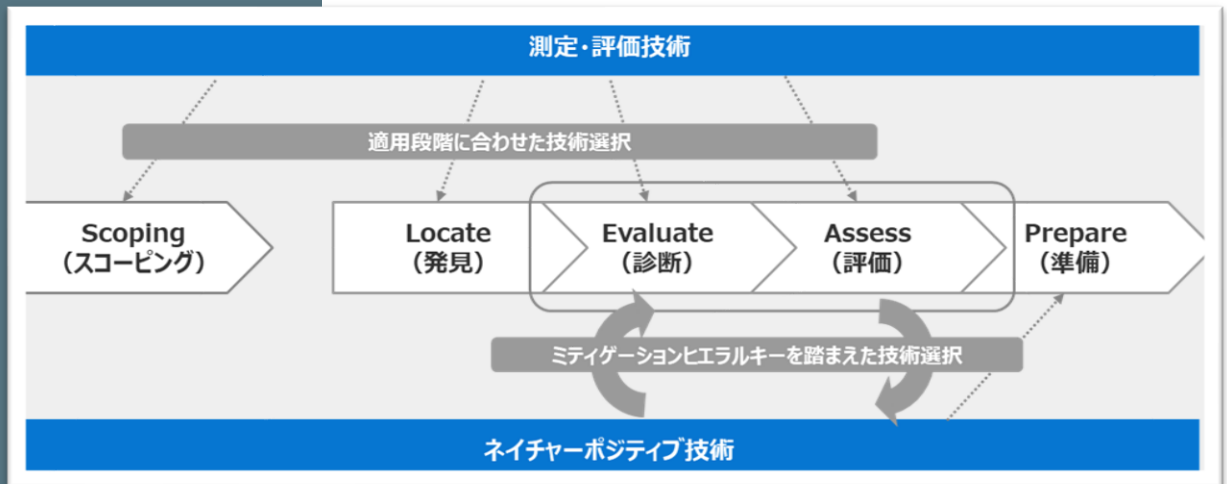 測定・評価技術
適用段階に合わせた技術選択
Scoping
（スコーピング）
Locate
（発見）
Evaluate
（診断）
Assess
（評価）
Prepare
（準備）
ミティゲーションヒエラルキーを踏まえた技術選択
ネイチャーポジティブ技術